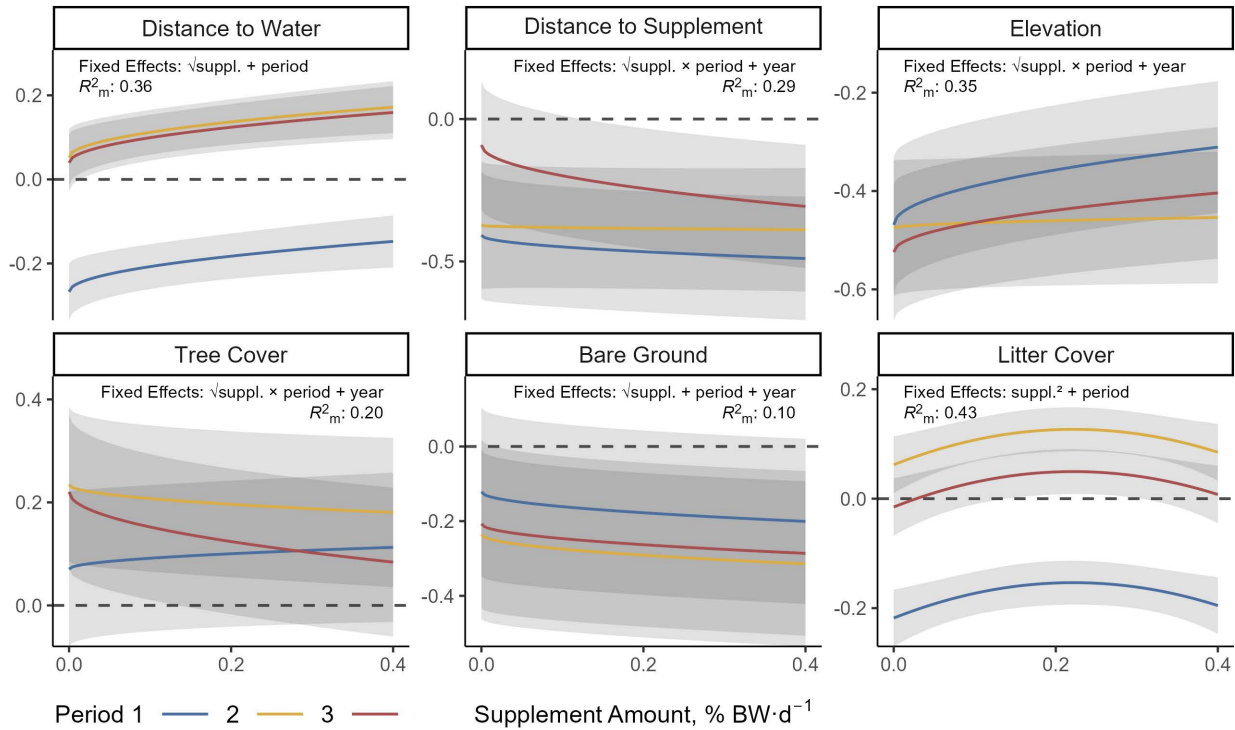 Distance to Water
Fixed Effects: √suppl. + period
R²m: 0.36
0.2
0.0
-0.2
Distance to Supplement
Fixed Effects: √suppl. × period + year
R²m: 0.29
0.0
-0.5
Elevation
Fixed Effects: √suppl. × period + year
R²m: 0.35
-0.2
-0.4
-0.6
Tree Cover
Fixed Effects: √suppl. × period + year
R²m: 0.20
0.4
0.2
0.0
0.0 0.2 0.4
Bare Ground
Fixed Effects: √suppl. + period + year
R²m: 0.10
0.0
-0.2
-0.4
0.0 0.2 0.4
Litter Cover
Fixed Effects: suppl.² + period
R²m: 0.43
0.2
0.0
-0.2
0.0 0.2 0.4
Period 1 2 3
Supplement Amount, % BW·d⁻¹